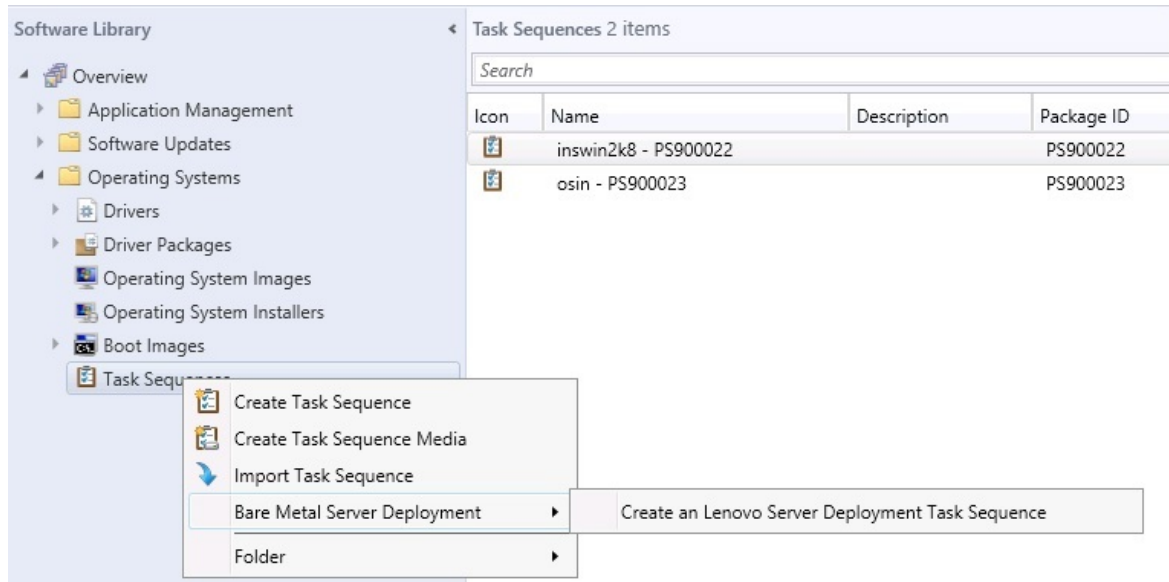 Software Library
Overview
Application Management
Software Updates
Operating Systems
Drivers
Driver Packages
Operating System Images
Operating System Installers
Boot Images
Task Sequences
Task Sequences 2 items
Search
Icon Name Description Package ID
inswin2k8 - PS900022 PS900022
osin - PS900023 PS900023
Create Task Sequence
Create Task Sequence Media
Import Task Sequence
Bare Metal Server Deployment
Create an Lenovo Server Deployment Task Sequence
Folder